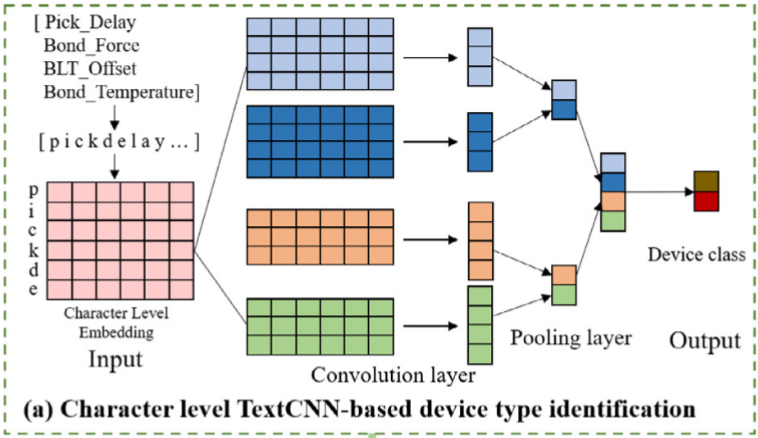 [ Pick_Delay
Bond_Force
BLT_Offset
Bond_Temperature]
[ p i c k d e l a y ... ]
p
i
c
k
d
e
Character Level
Embedding
Input
Convolution layer
Pooling layer
Device class
Output
(a) Character level TextCNN-based device type identification